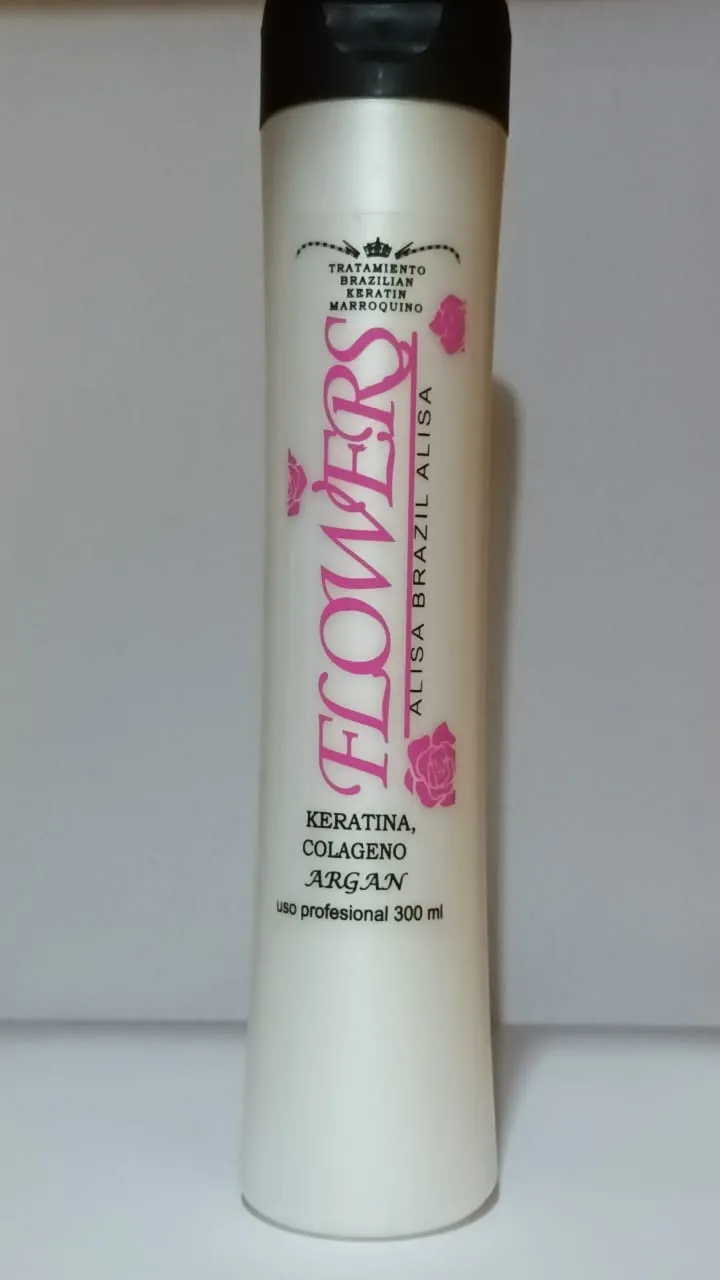 TRATAMIENTO
BRAZILIAN
KERATIN
MARROQUINO
FLOWERS
ALISA BRAZIL ALISA
KERATINA,
COLAGENO
ARGAN
uso profesional 300 ml